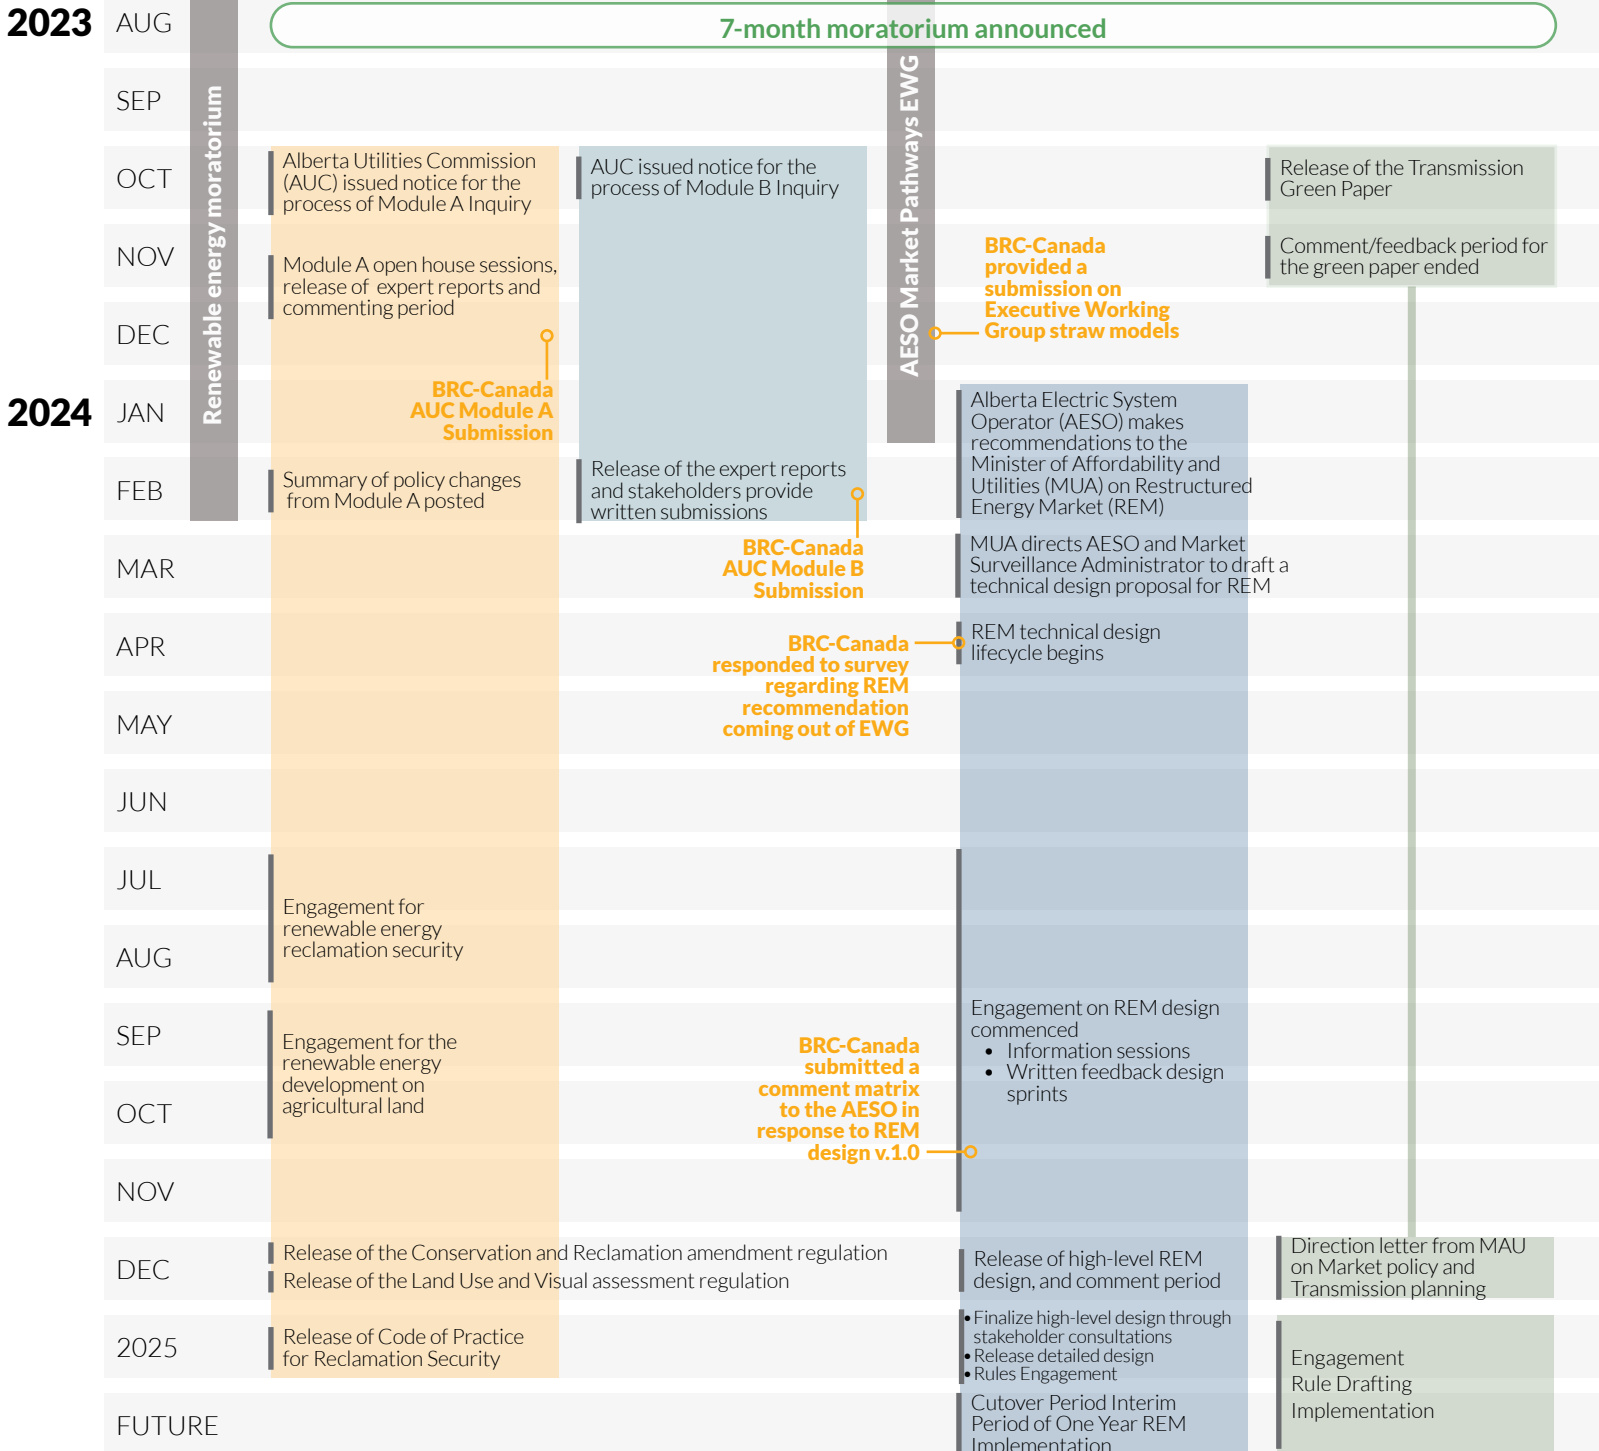 2023
AUG
7-month moratorium announced
Renewable energy moratorium
AESO Market Pathways EWG
SEP
OCT
Alberta Utilities Commission
(AUC) issued notice for the
process of Module A Inquiry
AUC issued notice for the
process of Module B Inquiry
Release of the Transmission
Green Paper
NOV
Module A open house sessions,
release of expert reports and
commenting period
BRC-Canada
provided a
submission on
Executive Working
Group straw models
Comment/feedback period for
the green paper ended
DEC
BRC-Canada
AUC Module A
Submission
2024
JAN
Alberta Electric System
Operator (AESO) makes
recommendations to the
Minister of Affordability and
Utilities (MUA) on Restructured
Energy Market (REM)
FEB
Summary of policy changes
from Module A posted
Release of the expert reports
and stakeholders provide
written submissions
BRC-Canada
AUC Module B
Submission
MAR
MUA directs AESO and Market
Surveillance Administrator to draft a
technical design proposal for REM
APR
BRC-Canada
responded to survey
regarding REM
recommendation
coming out of EWG
REM technical design
lifecycle begins
MAY
JUN
JUL
Engagement for
renewable energy
reclamation security
AUG
SEP
Engagement for the
renewable energy
development on
agricultural land
Engagement on REM design
commenced
• Information sessions
• Written feedback design
sprints
OCT
BRC-Canada
submitted a
comment matrix
to the AESO in
response to REM
design v.1.0
NOV
DEC
Release of the Conservation and Reclamation amendment regulation
Release of the Land Use and Visual assessment regulation
Release of high-level REM
design, and comment period
Direction letter from MAU
on Market policy and
Transmission planning
2025
Release of Code of Practice
for Reclamation Security
• Finalize high-level design through
stakeholder consultations
• Release detailed design
• Rules Engagement
Engagement
Rule Drafting
Implementation
FUTURE
Cutover Period Interim
Period of One Year REM
Implementation